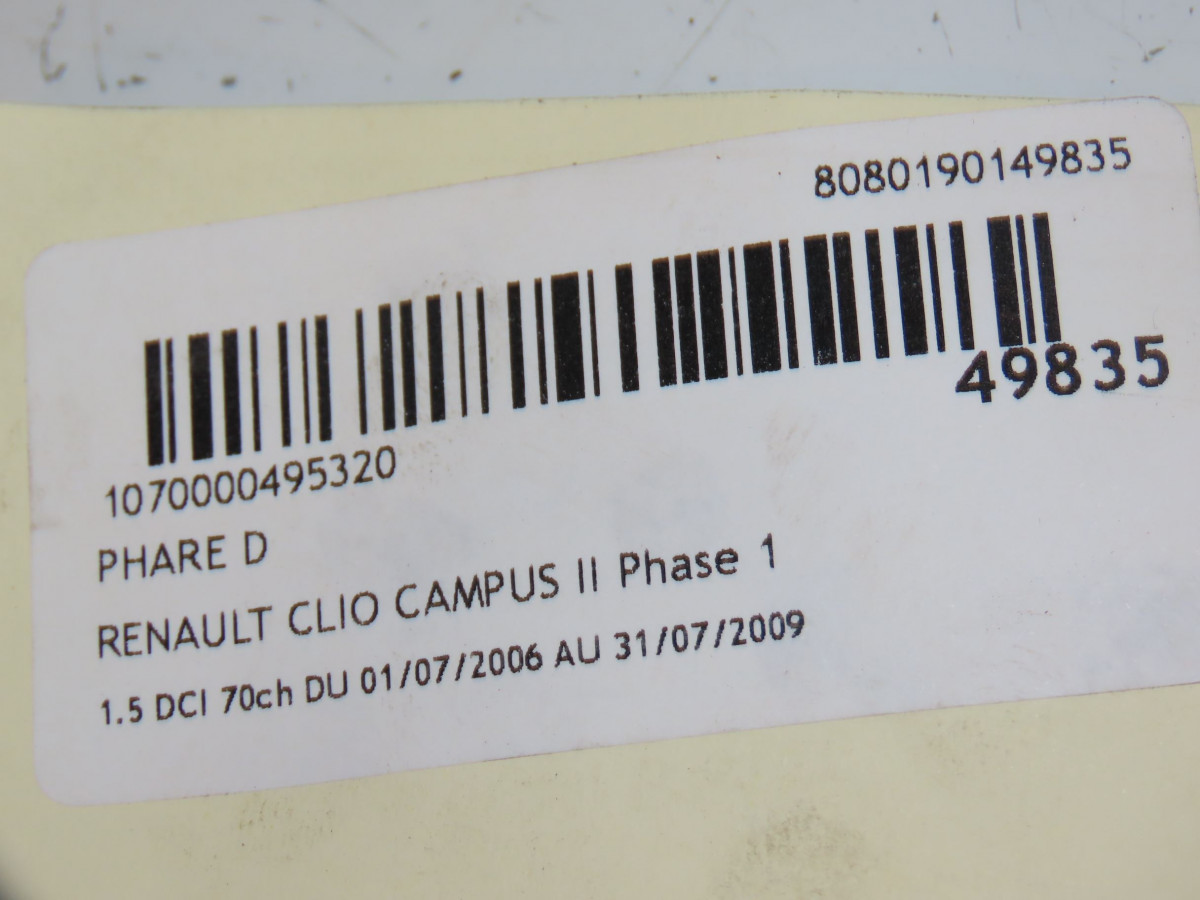 8080190149835
49835
1070000495320
PHARE D
RENAULT CLIO CAMPUS II Phase 1
1.5 DCI 70ch DU 01/07/2006 AU 31/07/2009